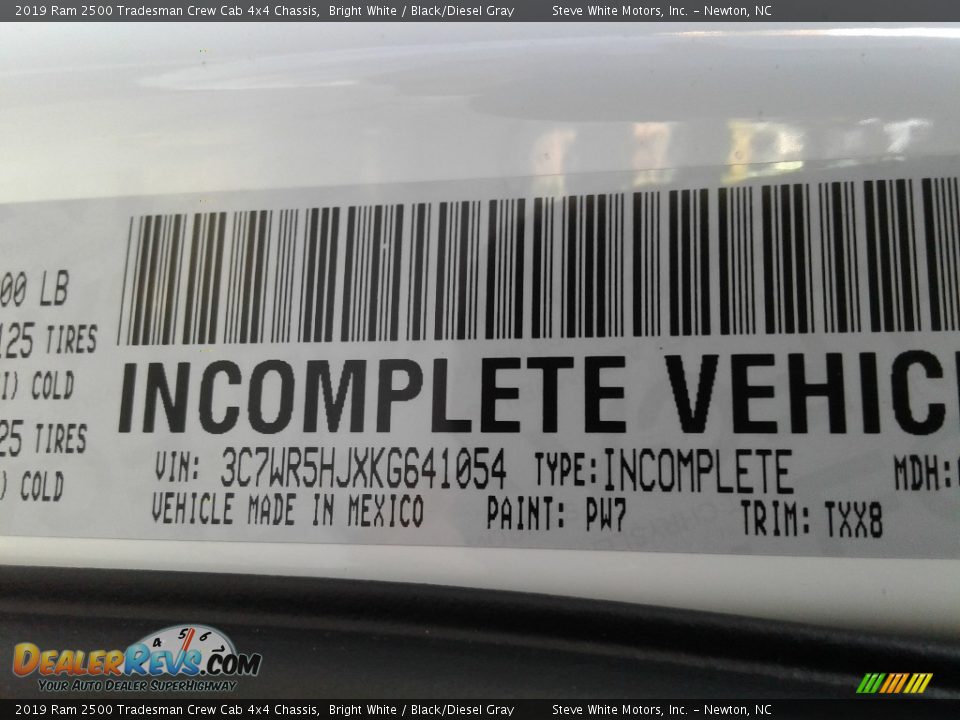 2019 Ram 2500 Tradesman Crew Cab 4x4 Chassis, Bright White / Black/Diesel Gray Steve White Motors, Inc. – Newton, NC
00 LB
125 TIRES
I) COLD
25 TIRES
) COLD
INCOMPLETE VEHIC
VIN: 3C7WR5HJXKG641054 TYPE: INCOMPLETE MDH:
VEHICLE MADE IN MEXICO PAINT: PW7 TRIM: TXX8
4 5 6
DealerRevs.com
Your Auto Dealer SuperHighway
2019 Ram 2500 Tradesman Crew Cab 4x4 Chassis, Bright White / Black/Diesel Gray Steve White Motors, Inc. – Newton, NC